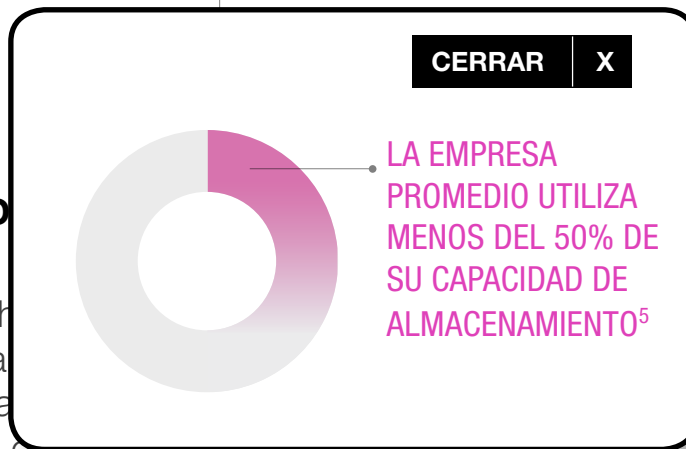 CERRAR X
LA EMPRESA
PROMEDIO UTILIZA
MENOS DEL 50% DE
SU CAPACIDAD DE
ALMACENAMIENTO⁵